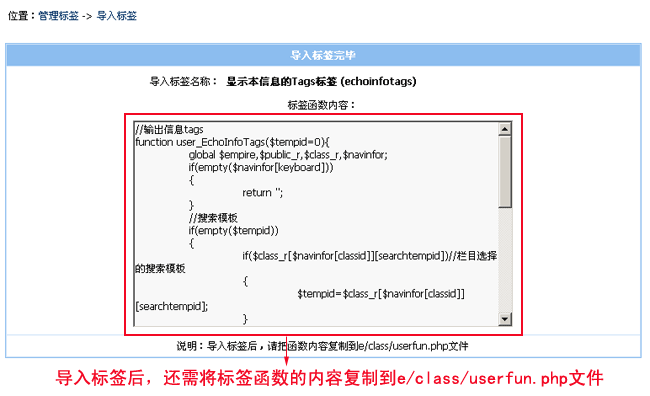 位置：管理标签 -> 导入标签
导入标签完毕
导入标签名称： 显示本信息的Tags标签 (echoinfotags)
标签函数内容：
//输出信息tags
function user_EchoInfoTags($tempid=0){
global $empire,$public_r,$class_r,$navinfor;
if(empty($navinfor[keyboard]))
{
return '';
}
//搜索模板
if(empty($tempid))
{
if($class_r[$navinfor[classid]][searchtempid])//栏目选择
的搜索模板
{
$tempid=$class_r[$navinfor[classid]]
[searchtempid];
}
说明：导入标签后，请把函数内容复制到e/class/userfun.php文件
导入标签后，还需将标签函数的内容复制到e/class/userfun.php文件